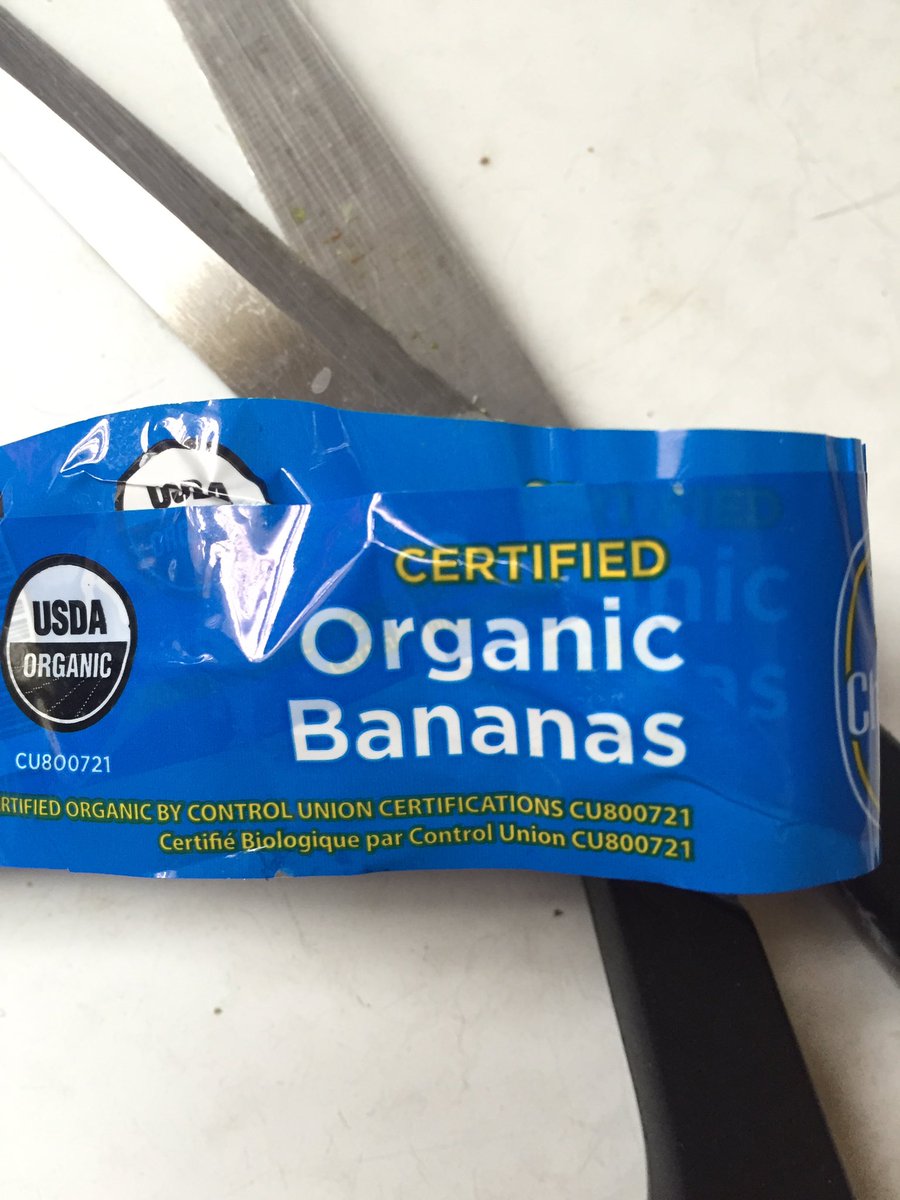 USDA
CERTIFIED
Organic
Bananas
USDA
ORGANIC
CU800721
RTIFIED ORGANIC BY CONTROL UNION CERTIFICATIONS CU800721
Certifié Biologique par Control Union CU800721